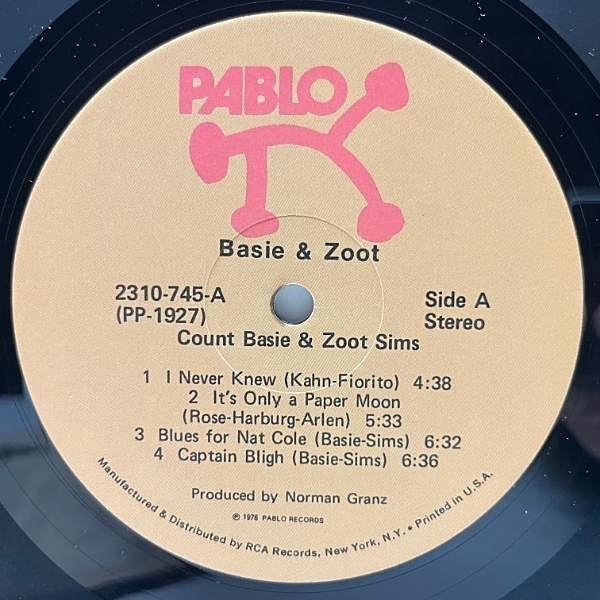 PABLO
Basie & Zoot
2310-745-A
(PP-1927)
Side A
Stereo
Count Basie & Zoot Sims
1 I Never Knew (Kahn-Fiorito) 4:38
2 It's Only a Paper Moon
(Rose-Harburg-Arlen) 5:33
3 Blues for Nat Cole (Basie-Sims) 6:32
4 Captain Bligh (Basie-Sims) 6:36
Produced by Norman Granz
℗ 1976 PABLO RECORDS
Manufactured & Distributed by RCA Records, New York, N.Y. • Printed in U.S.A.